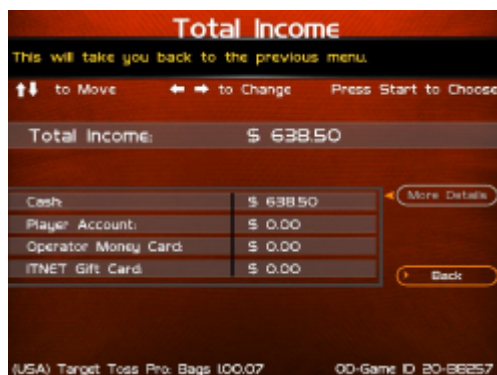 Total Income
This will take you back to the previous menu.
to Move to Change Press Start to Choose
Total Income: $ 638.50
Cash: $ 638.50
More Details
Player Account: $ 0.00
Operator Money Card: $ 0.00
ITNET Gift Card: $ 0.00
Back
(USA) Target Toss Pro: Bags 1.00.07 OD-Game ID 20-BB257